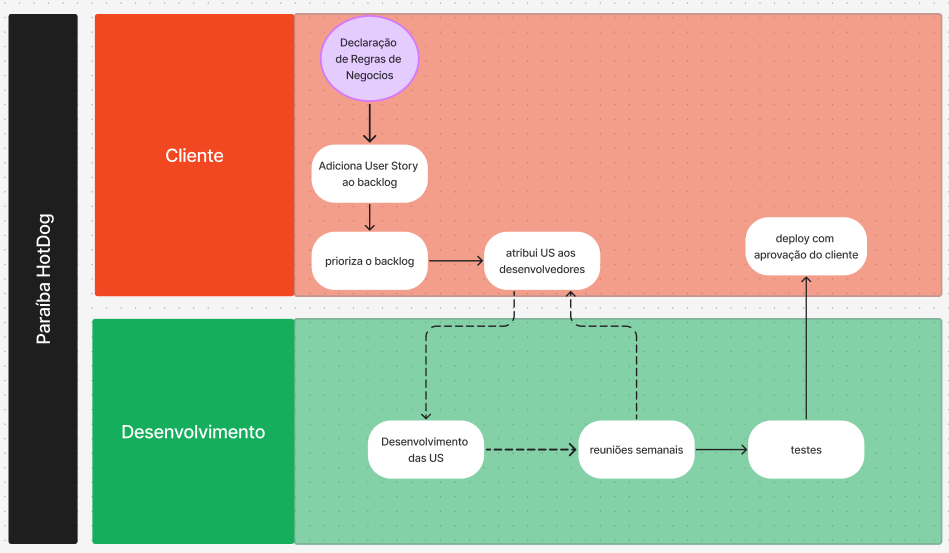 Paraíba HotDog
Cliente
Declaração
de Regras de
Negocios
Adiciona User Story
ao backlog
prioriza o backlog
atribui US aos
desenvolvedores
deploy com
aprovação do cliente
Desenvolvimento
Desenvolvimento
das US
reuniões semanais
testes